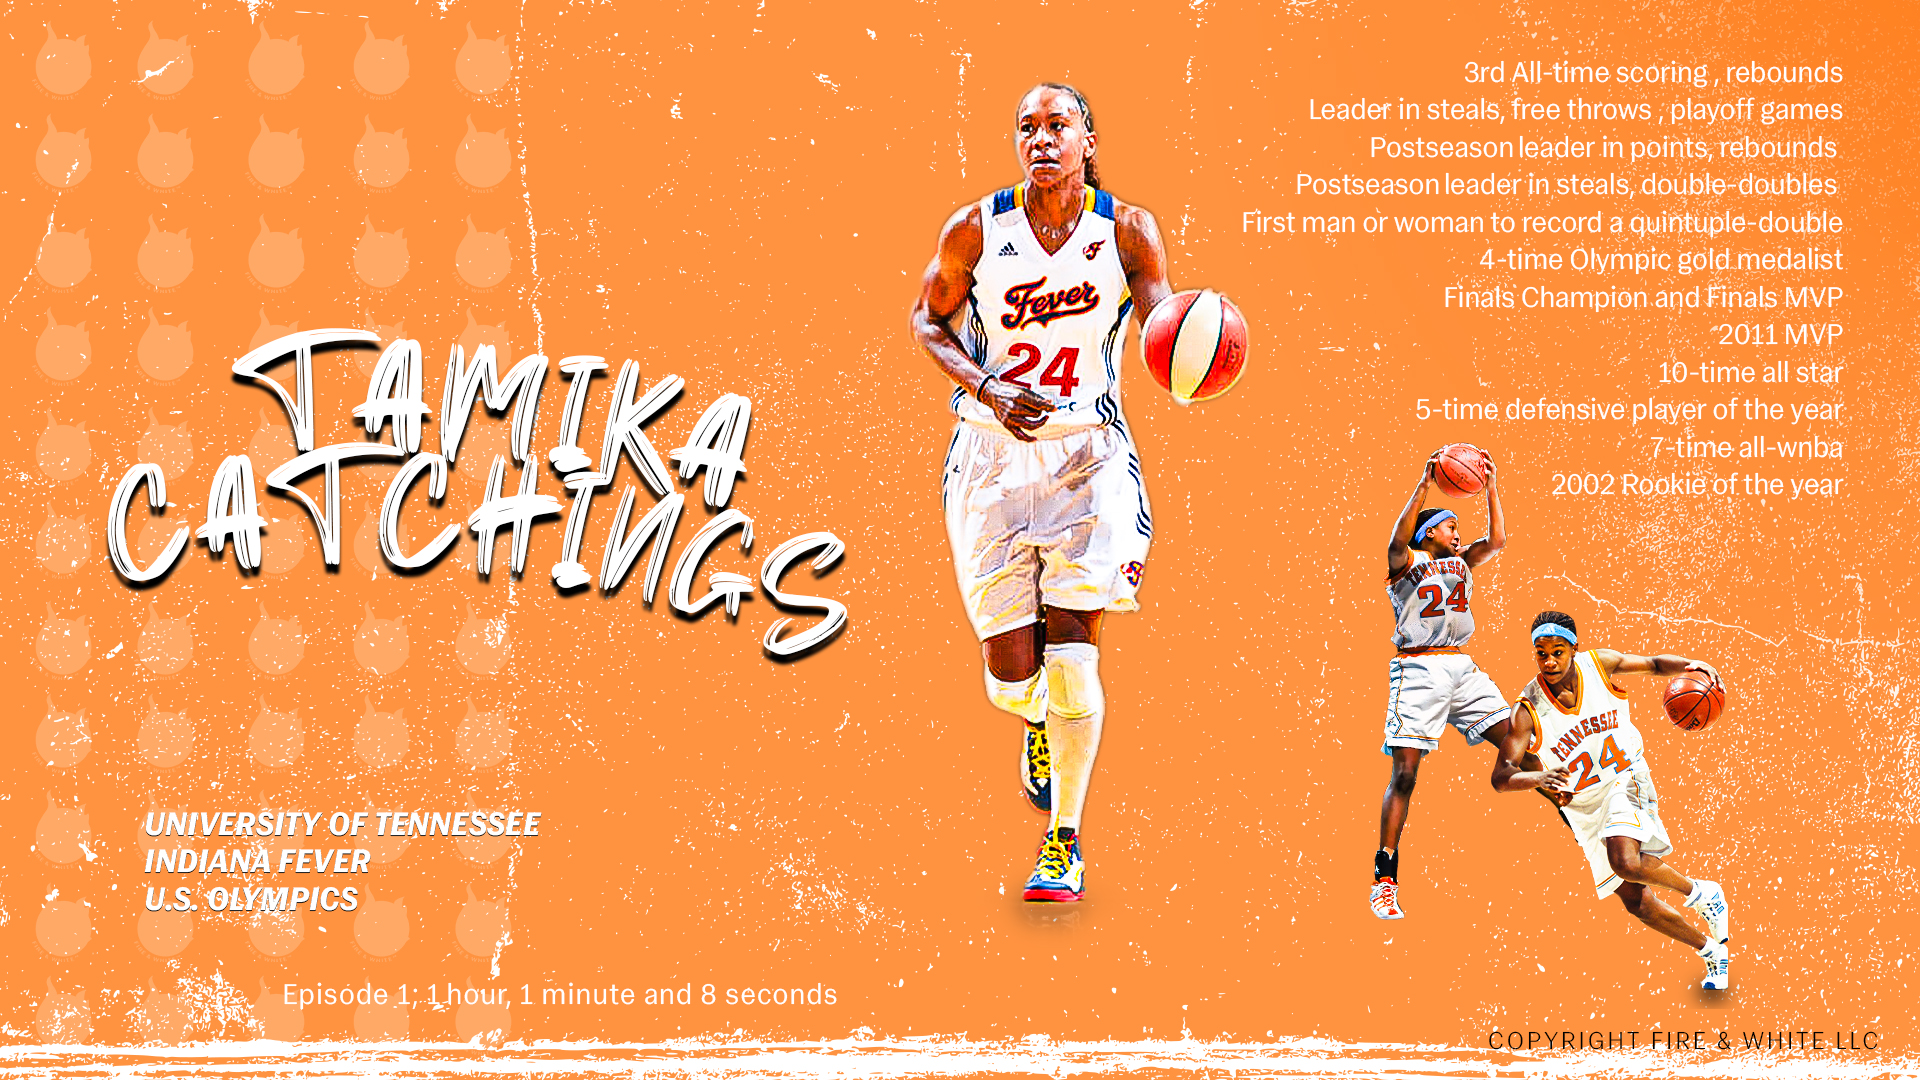 TAMIKA
CATCHINGS
UNIVERSITY OF TENNESSEE
INDIANA FEVER
U.S. OLYMPICS
Episode 1; 1 hour, 1 minute and 8 seconds
Fever
24
3rd All-time scoring , rebounds
Leader in steals, free throws , playoff games
Postseason leader in points, rebounds
Postseason leader in steals, double-doubles
First man or woman to record a quintuple-double
4-time Olympic gold medalist
Finals Champion and Finals MVP
2011 MVP
10-time all star
5-time defensive player of the year
7-time all-wnba
2002 Rookie of the year
TENNESSEE
24
TENNESSEE
24
COPYRIGHT FIRE & WHITE LLC